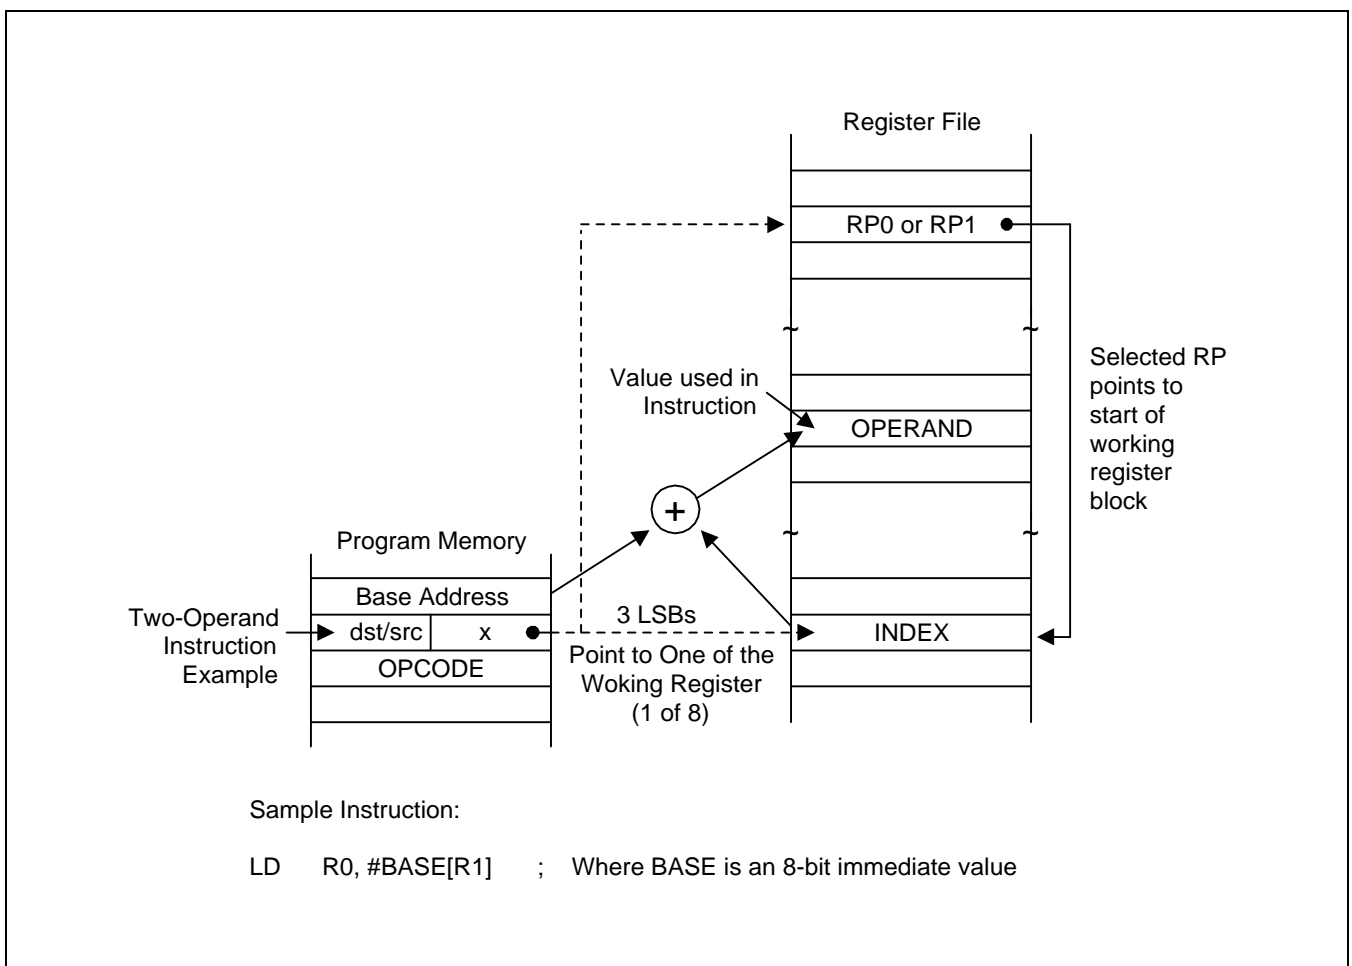 Register File
RP0 or RP1
~ ~
Selected RP
points to
start of
working
register
block
Value used in
Instruction
OPERAND
+
~ ~
Program Memory
Base Address
Two-Operand
Instruction
Example
dst/src
x
3 LSBs
INDEX
OPCODE
Point to One of the
Woking Register
(1 of 8)
Sample Instruction:
LD R0, #BASE[R1] ; Where BASE is an 8-bit immediate value